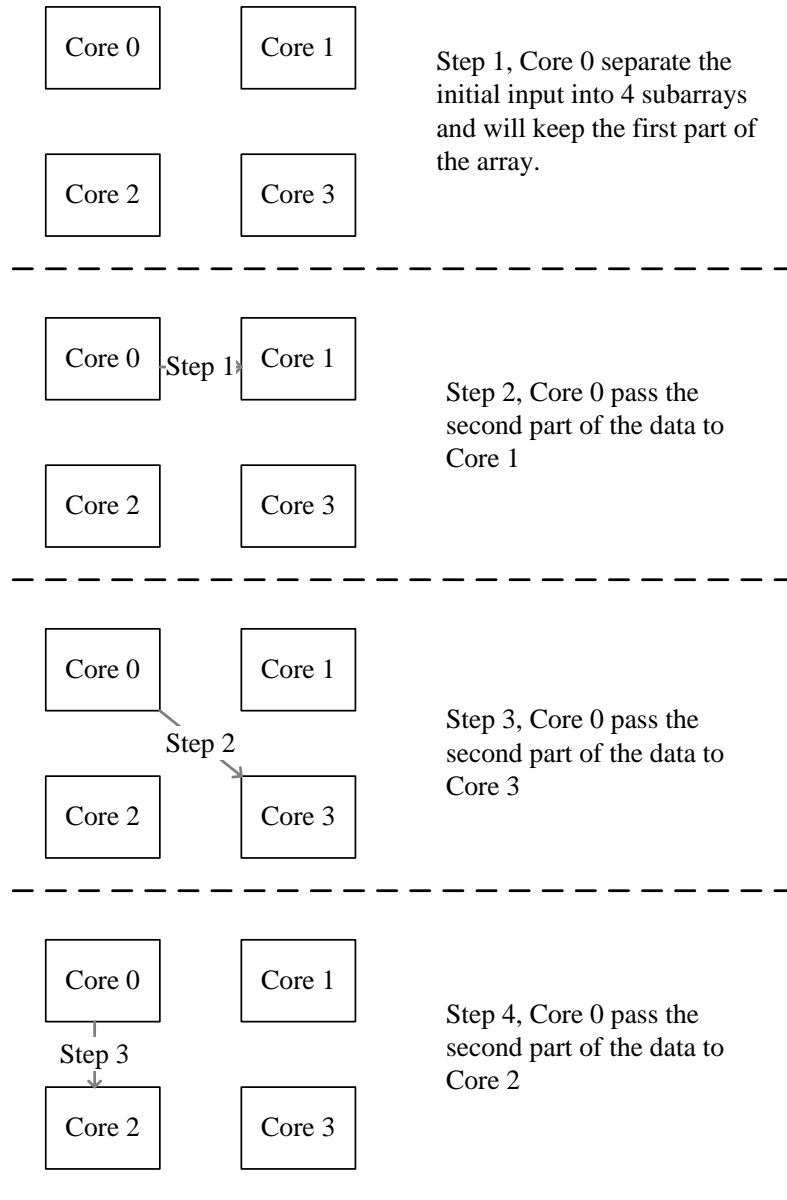 Core 0
Core 1
Step 1, Core 0 separate the
initial input into 4 subarrays
and will keep the first part of
the array.
Core 2
Core 3
Core 0
Step 1
Core 1
Step 2, Core 0 pass the
second part of the data to
Core 1
Core 2
Core 3
Core 0
Core 1
Step 2
Step 3, Core 0 pass the
second part of the data to
Core 3
Core 2
Core 3
Core 0
Core 1
Step 3
Step 4, Core 0 pass the
second part of the data to
Core 2
Core 2
Core 3